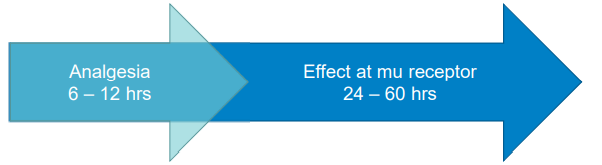 Analgesia
6 – 12 hrs
Effect at mu receptor
24 – 60 hrs